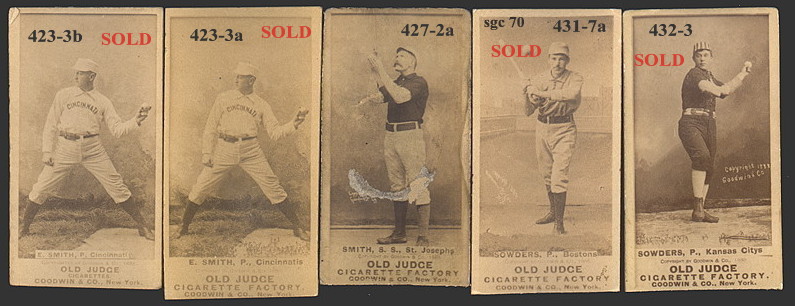 423-3b
SOLD
CINCINNATI
E. SMITH, P., Cincinnatis
OLD JUDGE
CIGARETTES
GOODWIN & CO., New York.
423-3a
SOLD
CINCINNATI
E. SMITH, P., Cincinnatis
OLD JUDGE
CIGARETTE FACTORY
GOODWIN & CO., New York.
427-2a
SMITH, S. S., St. Josephs
OLD JUDGE
CIGARETTE FACTORY
GOODWIN & CO., New York.
sgc 70
431-7a
SOLD
SOWDERS, P., Bostons
OLD JUDGE
CIGARETTE FACTORY
GOODWIN & CO., New York.
432-3
SOLD
Copyright 1888
Goodwin & Co
SOWDERS, P., Kansas Citys
OLD JUDGE
CIGARETTE FACTORY.
GOODWIN & CO., New York.